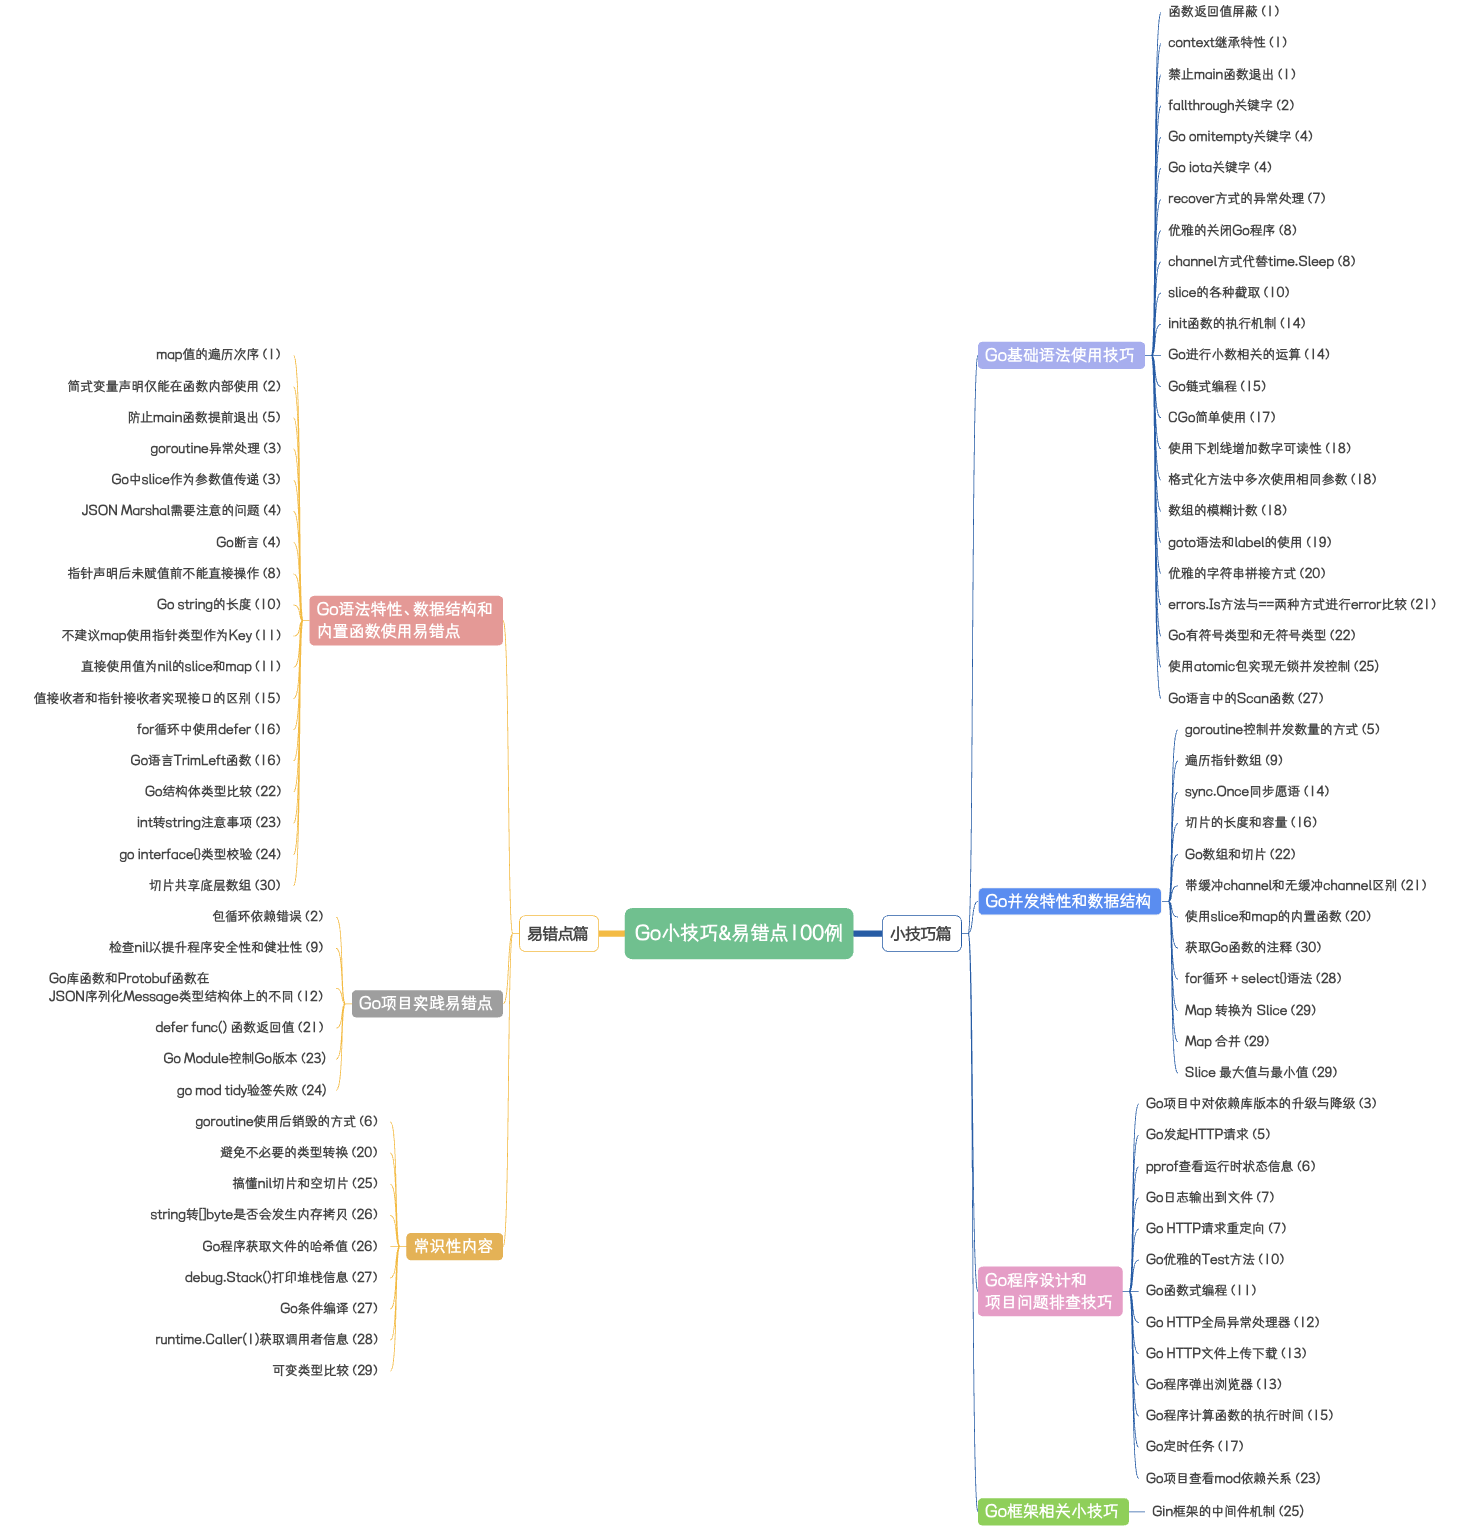 Go小技巧&易错点100例
小技巧篇
Go基础语法使用技巧
函数返回值屏蔽 (1)
context继承特性 (1)
禁止main函数退出 (1)
fallthrough关键字 (2)
Go omitempty关键字 (4)
Go iota关键字 (4)
recover方式的异常处理 (7)
优雅的关闭Go程序 (8)
channel方式代替time.Sleep (8)
slice的各种截取 (10)
init函数的执行机制 (14)
Go进行小数相关的运算 (14)
Go链式编程 (15)
CGo简单使用 (17)
使用下划线增加数字可读性 (18)
格式化方法中多次使用相同参数 (18)
数组的模糊计数 (18)
goto语法和label的使用 (19)
优雅的字符串拼接方式 (20)
errors.Is方法与==两种方式进行error比较 (21)
Go有符号类型和无符号类型 (22)
使用atomic包实现无锁并发控制 (25)
Go语言中的Scan函数 (27)
Go并发特性和数据结构
goroutine控制并发数量的方式 (5)
遍历指针数组 (9)
sync.Once同步愿语 (14)
切片的长度和容量 (16)
Go数组和切片 (22)
带缓冲channel和无缓冲channel区别 (21)
使用slice和map的内置函数 (20)
获取Go函数的注释 (30)
for循环 + select{}语法 (28)
Map 转换为 Slice (29)
Map 合并 (29)
Slice 最大值与最小值 (29)
Go程序设计和
项目问题排查技巧
Go项目中对依赖库版本的升级与降级 (3)
Go发起HTTP请求 (5)
pprof查看运行时状态信息 (6)
Go日志输出到文件 (7)
Go HTTP请求重定向 (7)
Go优雅的Test方法 (10)
Go函数式编程 (11)
Go HTTP全局异常处理器 (12)
Go HTTP文件上传下载 (13)
Go程序弹出浏览器 (13)
Go程序计算函数的执行时间 (15)
Go定时任务 (17)
Go项目查看mod依赖关系 (23)
Go框架相关小技巧
Gin框架的中间件机制 (25)
易错点篇
Go语法特性、数据结构和
内置函数使用易错点
map值的遍历次序 (1)
简式变量声明仅能在函数内部使用 (2)
防止main函数提前退出 (5)
goroutine异常处理 (3)
Go中slice作为参数值传递 (3)
JSON Marshal需要注意的问题 (4)
Go断言 (4)
指针声明后未赋值前不能直接操作 (8)
Go string的长度 (10)
不建议map使用指针类型作为Key (11)
直接使用值为nil的slice和map (11)
值接收者和指针接收者实现接口的区别 (15)
for循环中使用defer (16)
Go语言TrimLeft函数 (16)
Go结构体类型比较 (22)
int转string注意事项 (23)
go interface{}类型校验 (24)
切片共享底层数组 (30)
Go项目实践易错点
包循环依赖错误 (2)
检查nil以提升程序安全性和健壮性 (9)
Go库函数和Protobuf函数在
JSON序列化Message类型结构体上的不同 (12)
defer func() 函数返回值 (21)
Go Module控制Go版本 (23)
go mod tidy验签失败 (24)
常识性内容
goroutine使用后销毁的方式 (6)
避免不必要的类型转换 (20)
搞懂nil切片和空切片 (25)
string转[]byte是否会发生内存拷贝 (26)
Go程序获取文件的哈希值 (26)
debug.Stack()打印堆栈信息 (27)
Go条件编译 (27)
runtime.Caller(1)获取调用者信息 (28)
可变类型比较 (29)